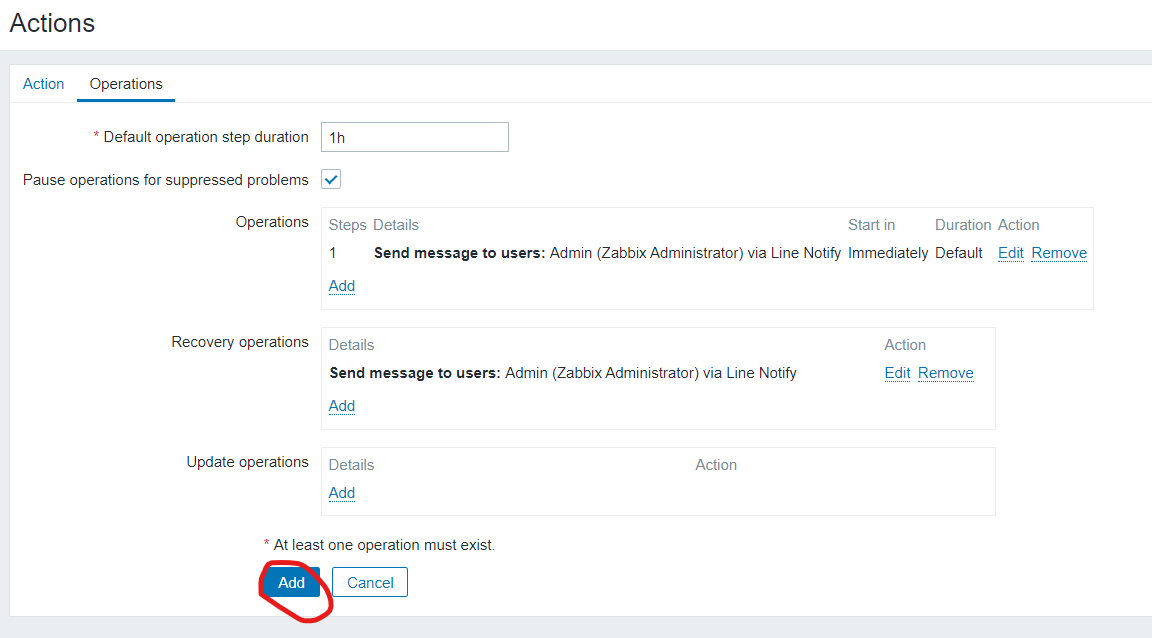 Actions
Action Operations
* Default operation step duration 1h
Pause operations for suppressed problems
Operations Steps Details Start in Duration Action
1 Send message to users: Admin (Zabbix Administrator) via Line Notify Immediately Default Edit Remove
Add
Recovery operations Details Action
Send message to users: Admin (Zabbix Administrator) via Line Notify Edit Remove
Add
Update operations Details Action
Add
* At least one operation must exist.
Add Cancel